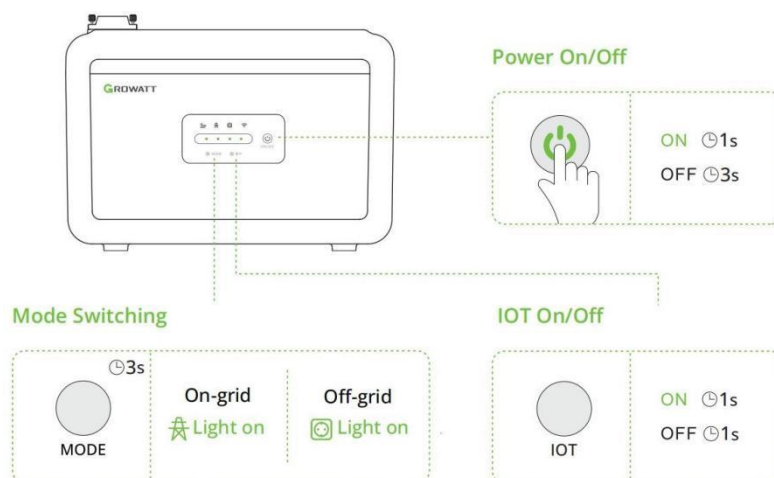 GROWATT
Power On/Off
ON 1s
OFF 3s
Mode Switching
3s
MODE
On-grid
Light on
Off-grid
Light on
IOT On/Off
IOT
ON 1s
OFF 1s